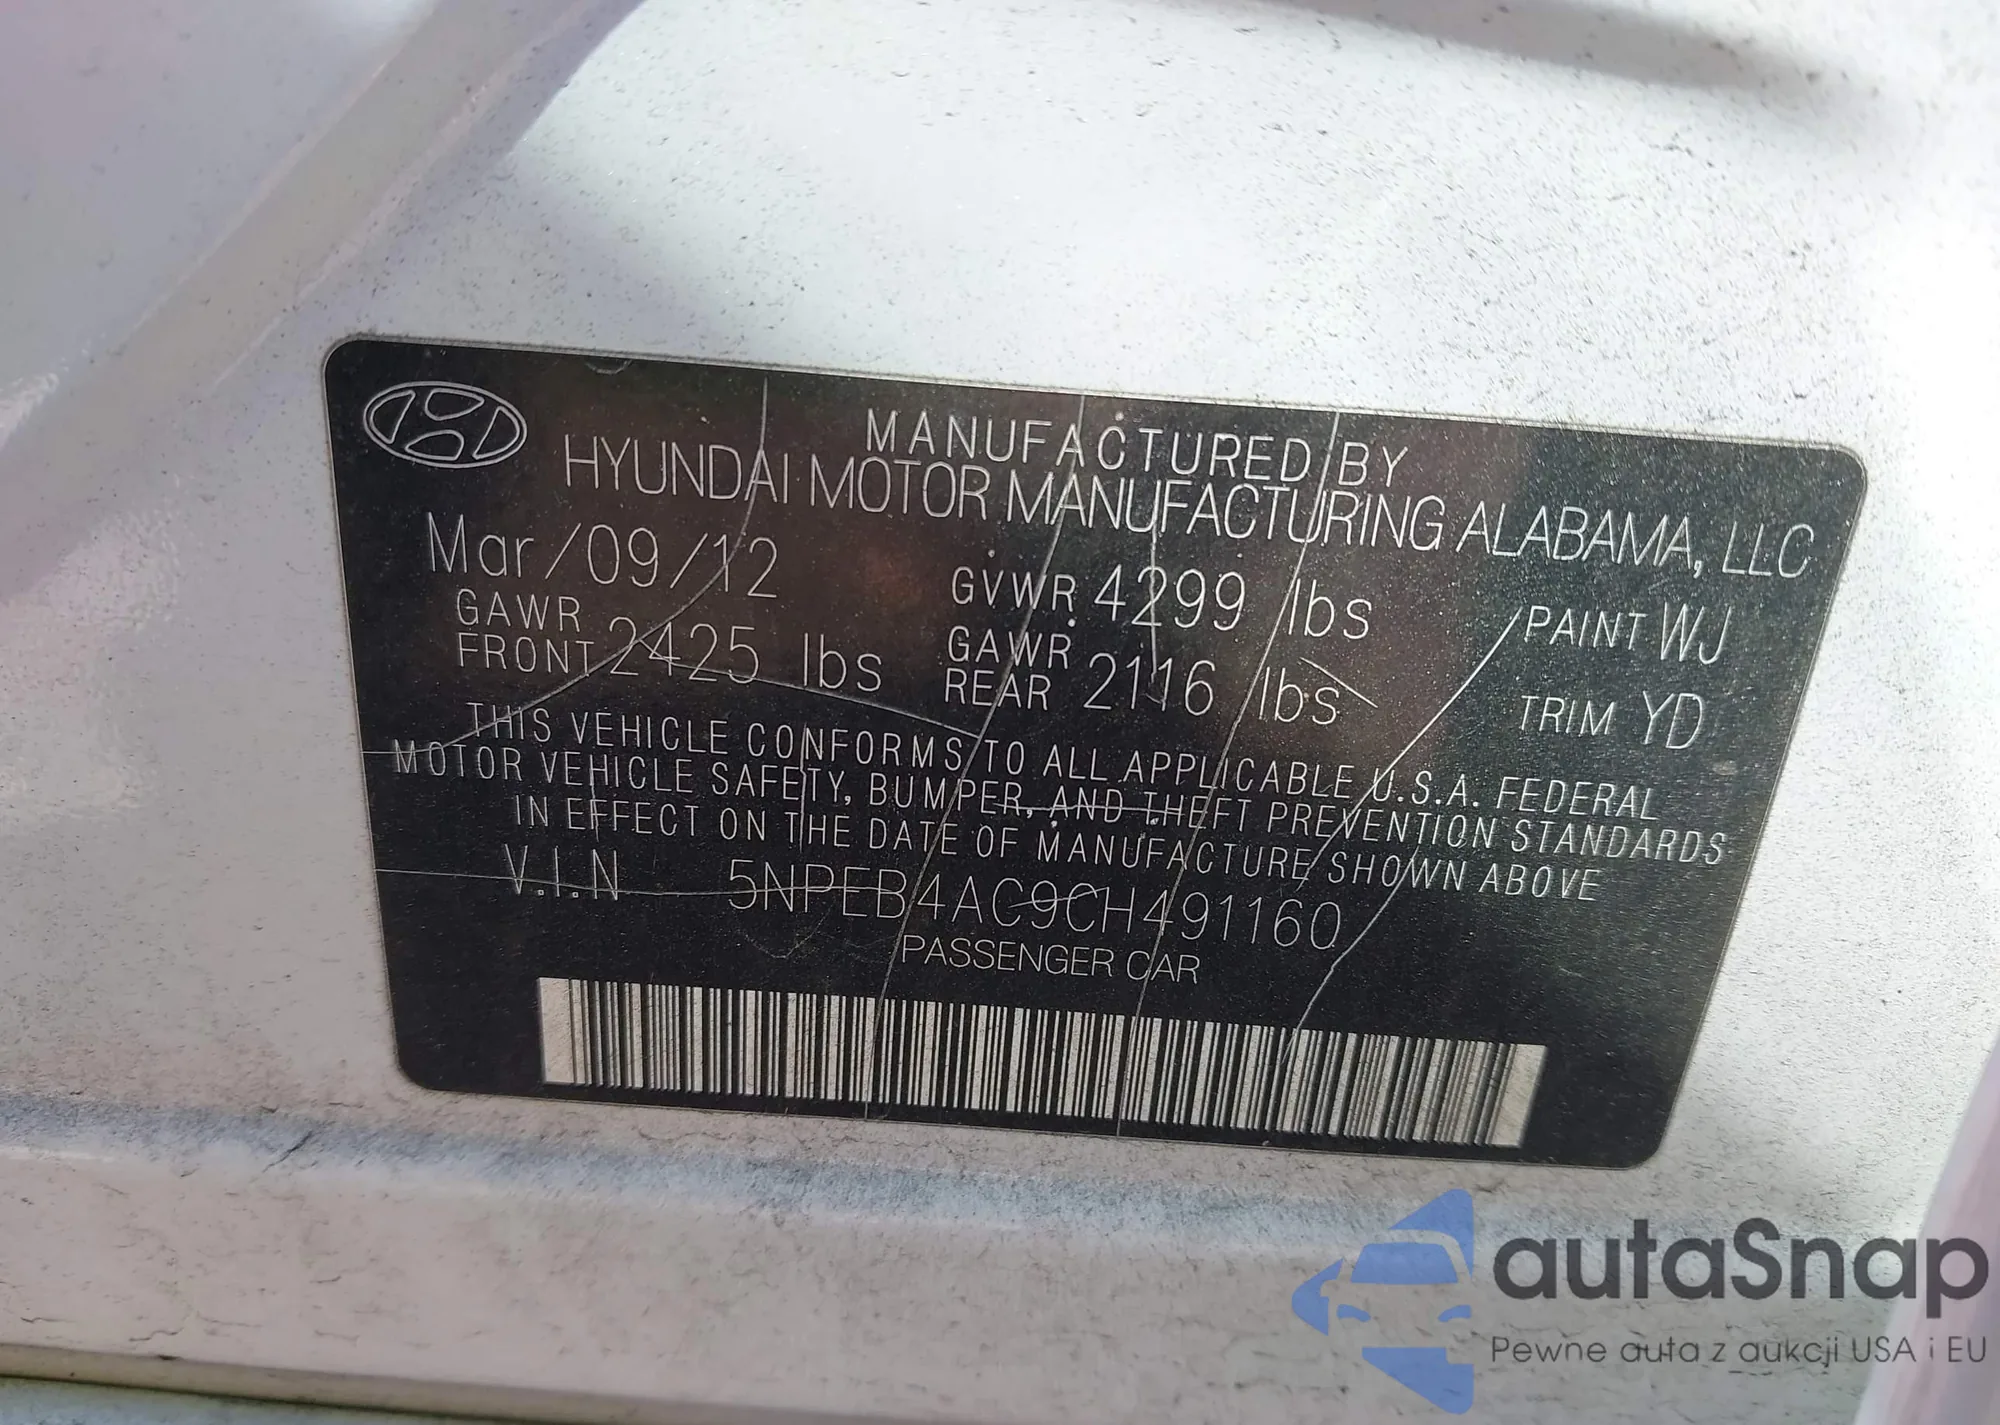 MANUFACTURED BY
HYUNDAI MOTOR MANUFACTURING ALABAMA, LLC
Mar/09/12 GVWR 4299 lbs PAINT WJ
GAWR FRONT 2425 lbs GAWR REAR 2116 lbs TRIM YD
THIS VEHICLE CONFORMS TO ALL APPLICABLE U.S.A. FEDERAL
MOTOR VEHICLE SAFETY, BUMPER, AND THEFT PREVENTION STANDARDS
IN EFFECT ON THE DATE OF MANUFACTURE SHOWN ABOVE
V.I.N 5NPEB4AC9CH491160
PASSENGER CAR
autaSnap
Pewne auta z aukcji USA i EU